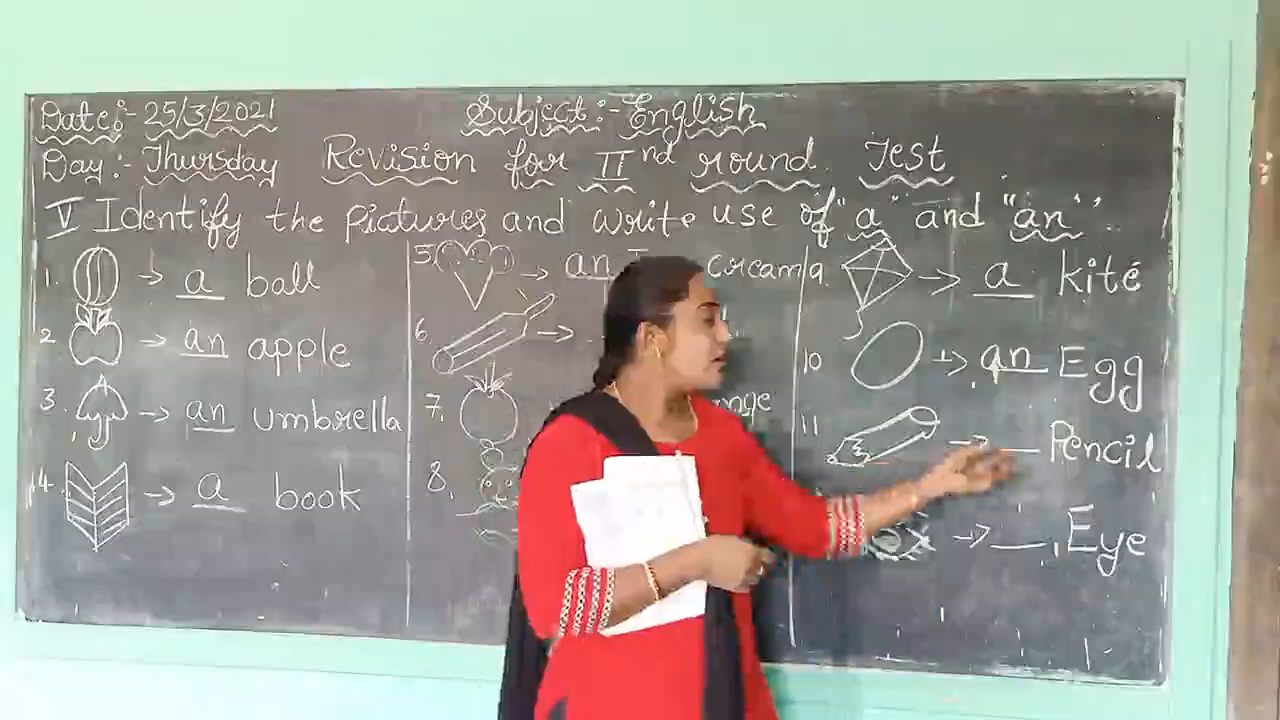 Date:- 25/3/2021
Subject:- English
Day:- Thursday
Revision for IInd round Test
V Identify the pictures and write use of "a" and "an".
1. → a ball
2 → an apple
3. → an umbrella
4. → a book
5. → an cream
6. →
7.
8.
9. → a kite
10 → an Egg
11 → __ Pencil
→ __ Eye